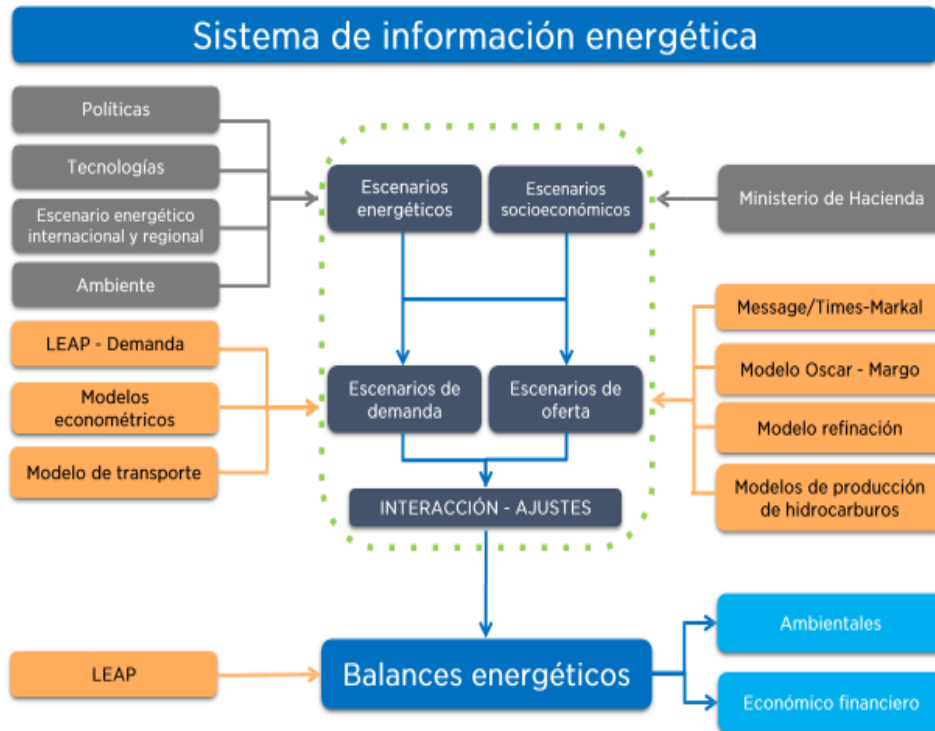 Sistema de información energética
Políticas
Tecnologías
Escenario energético
internacional y regional
Ambiente
Escenarios
energéticos
Escenarios
socioeconómicos
Ministerio de Hacienda
LEAP - Demanda
Modelos
econométricos
Modelo de transporte
Escenarios de
demanda
Escenarios de
oferta
Message/Times-Markal
Modelo Oscar - Margo
Modelo refinación
Modelos de producción
de hidrocarburos
INTERACCIÓN - AJUSTES
LEAP
Balances energéticos
Ambientales
Económico financiero